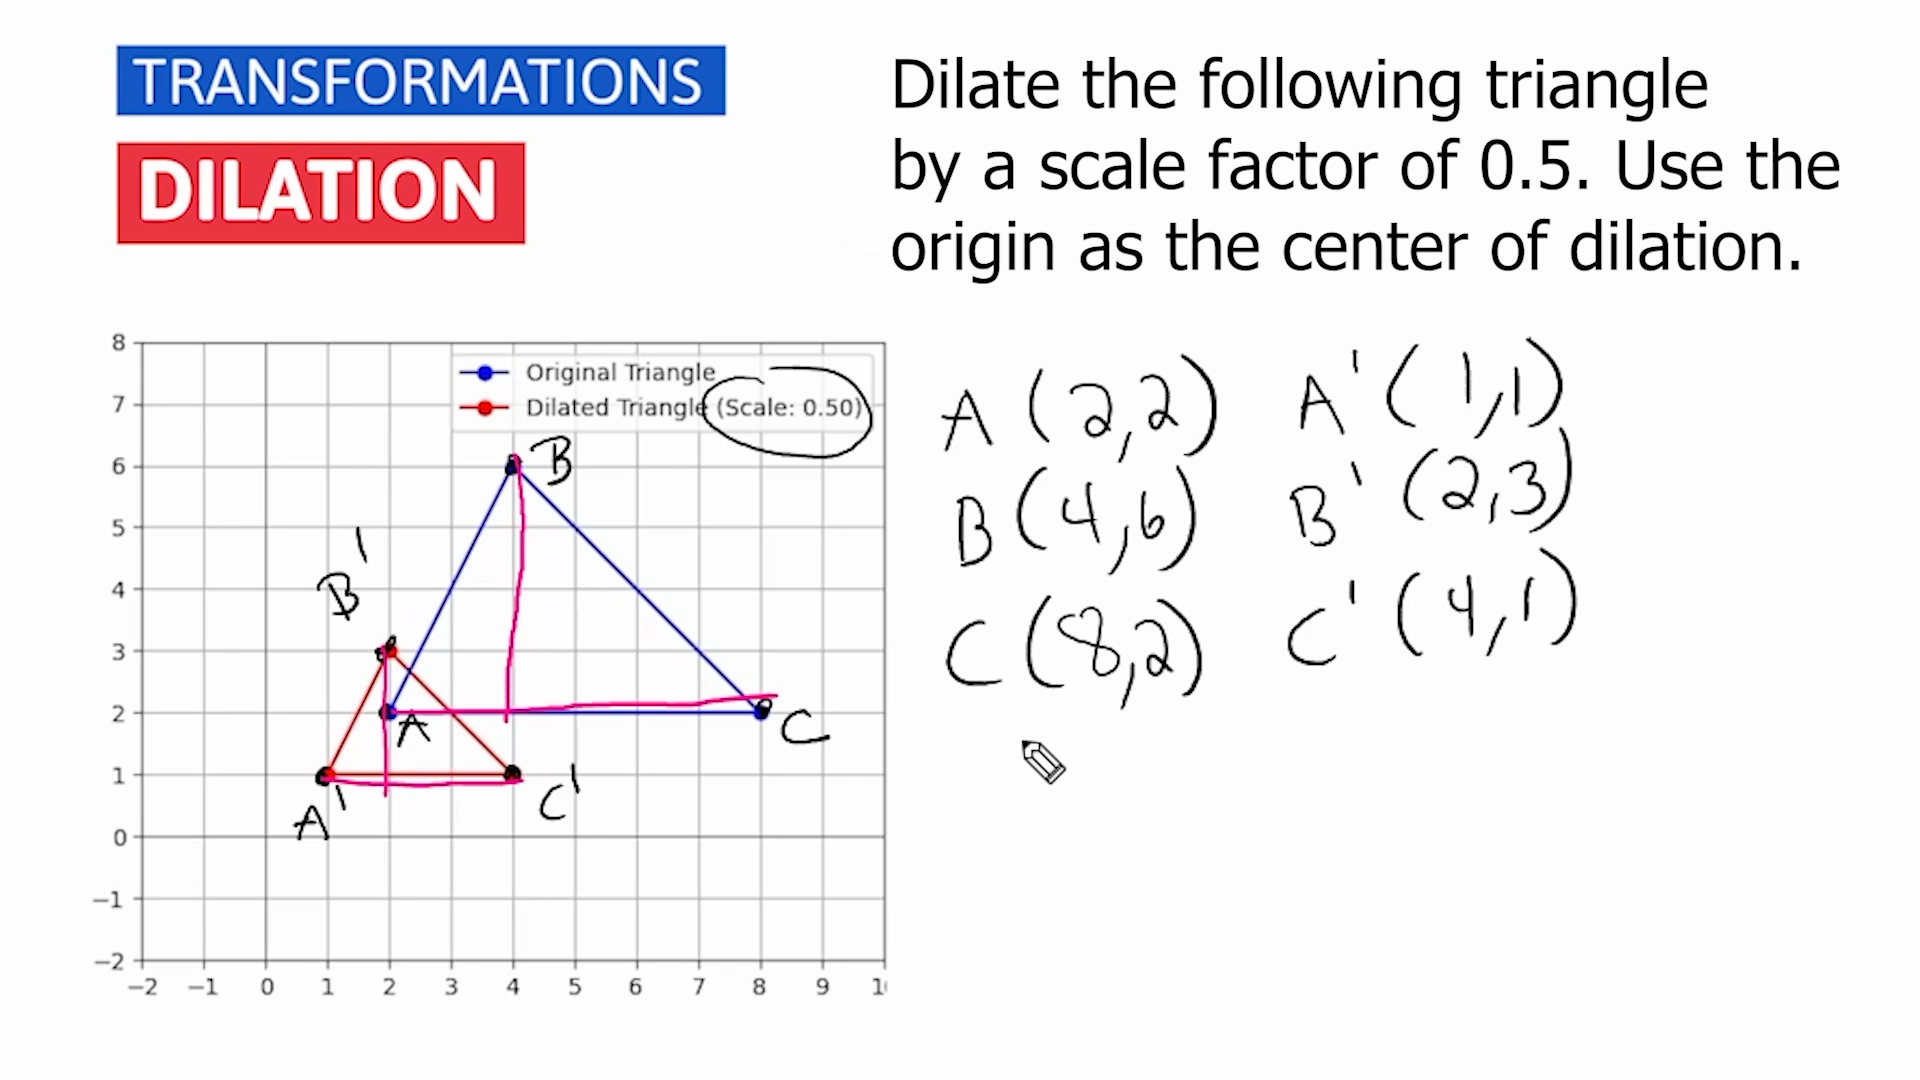 TRANSFORMATIONS
DILATION
Dilate the following triangle
by a scale factor of 0.5. Use the
origin as the center of dilation.
Original Triangle
Dilated Triangle (Scale: 0.50)
8
7
6
5
4
3
2
1
0
−1
−2
−2 −1 0 1 2 3 4 5 6 7 8 9
B
B'
A
C
A'
C'
A (2,2) A' (1,1)
B (4,6) B' (2,3)
C (8,2) C' (4,1)